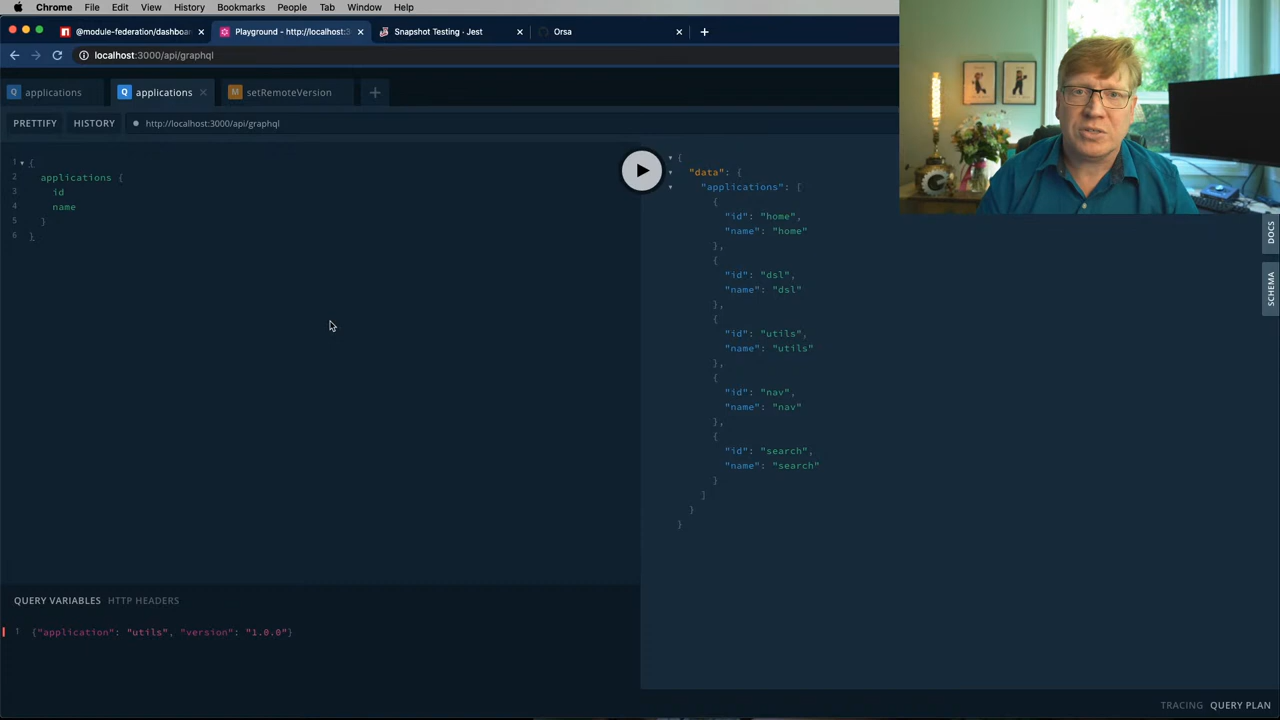 Chrome File Edit View History Bookmarks People Tab Window Help
@module-federation/dashboar
Playground - http://localhost:3
Snapshot Testing · Jest
Orsa
localhost:3000/api/graphql
Q applications
Q applications
M setRemoteVersion
PRETTIFY HISTORY http://localhost:3000/api/graphql
1 {
2 applications {
3 id
4 name
5 }
6 }
{
"data": {
"applications": [
{
"id": "home",
"name": "home"
},
{
"id": "dsl",
"name": "dsl"
},
{
"id": "utils",
"name": "utils"
},
{
"id": "nav",
"name": "nav"
},
{
"id": "search",
"name": "search"
}
]
}
}
DOCS
SCHEMA
QUERY VARIABLES HTTP HEADERS
1 {"application": "utils", "version": "1.0.0"}
TRACING QUERY PLAN